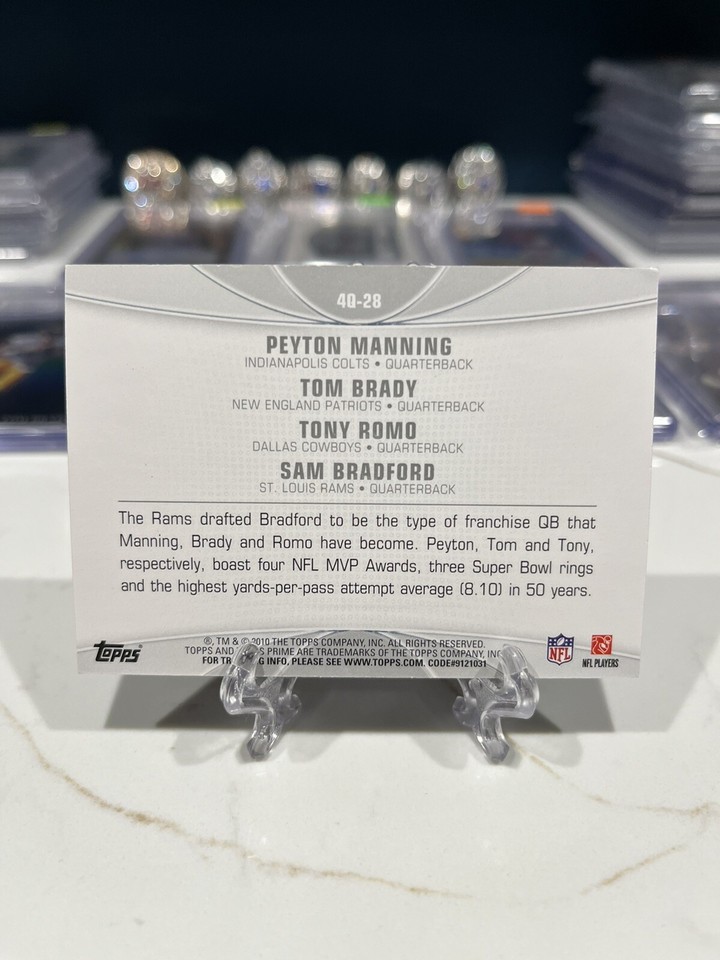 4Q-28
PEYTON MANNING
INDIANAPOLIS COLTS • QUARTERBACK
TOM BRADY
NEW ENGLAND PATRIOTS • QUARTERBACK
TONY ROMO
DALLAS COWBOYS • QUARTERBACK
SAM BRADFORD
ST. LOUIS RAMS • QUARTERBACK
The Rams drafted Bradford to be the type of franchise QB that
Manning, Brady and Romo have become. Peyton, Tom and Tony,
respectively, boast four NFL MVP Awards, three Super Bowl rings
and the highest yards-per-pass attempt average (8.10) in 50 years.
topps
®, TM & © 2010 THE TOPPS COMPANY, INC. ALL RIGHTS RESERVED.
TOPPS AND TOPPS PRIME ARE TRADEMARKS OF THE TOPPS COMPANY, INC
FOR TRADING INFO, PLEASE SEE WWW.TOPPS.COM. CODE#9121031
NFL
NFL PLAYERS